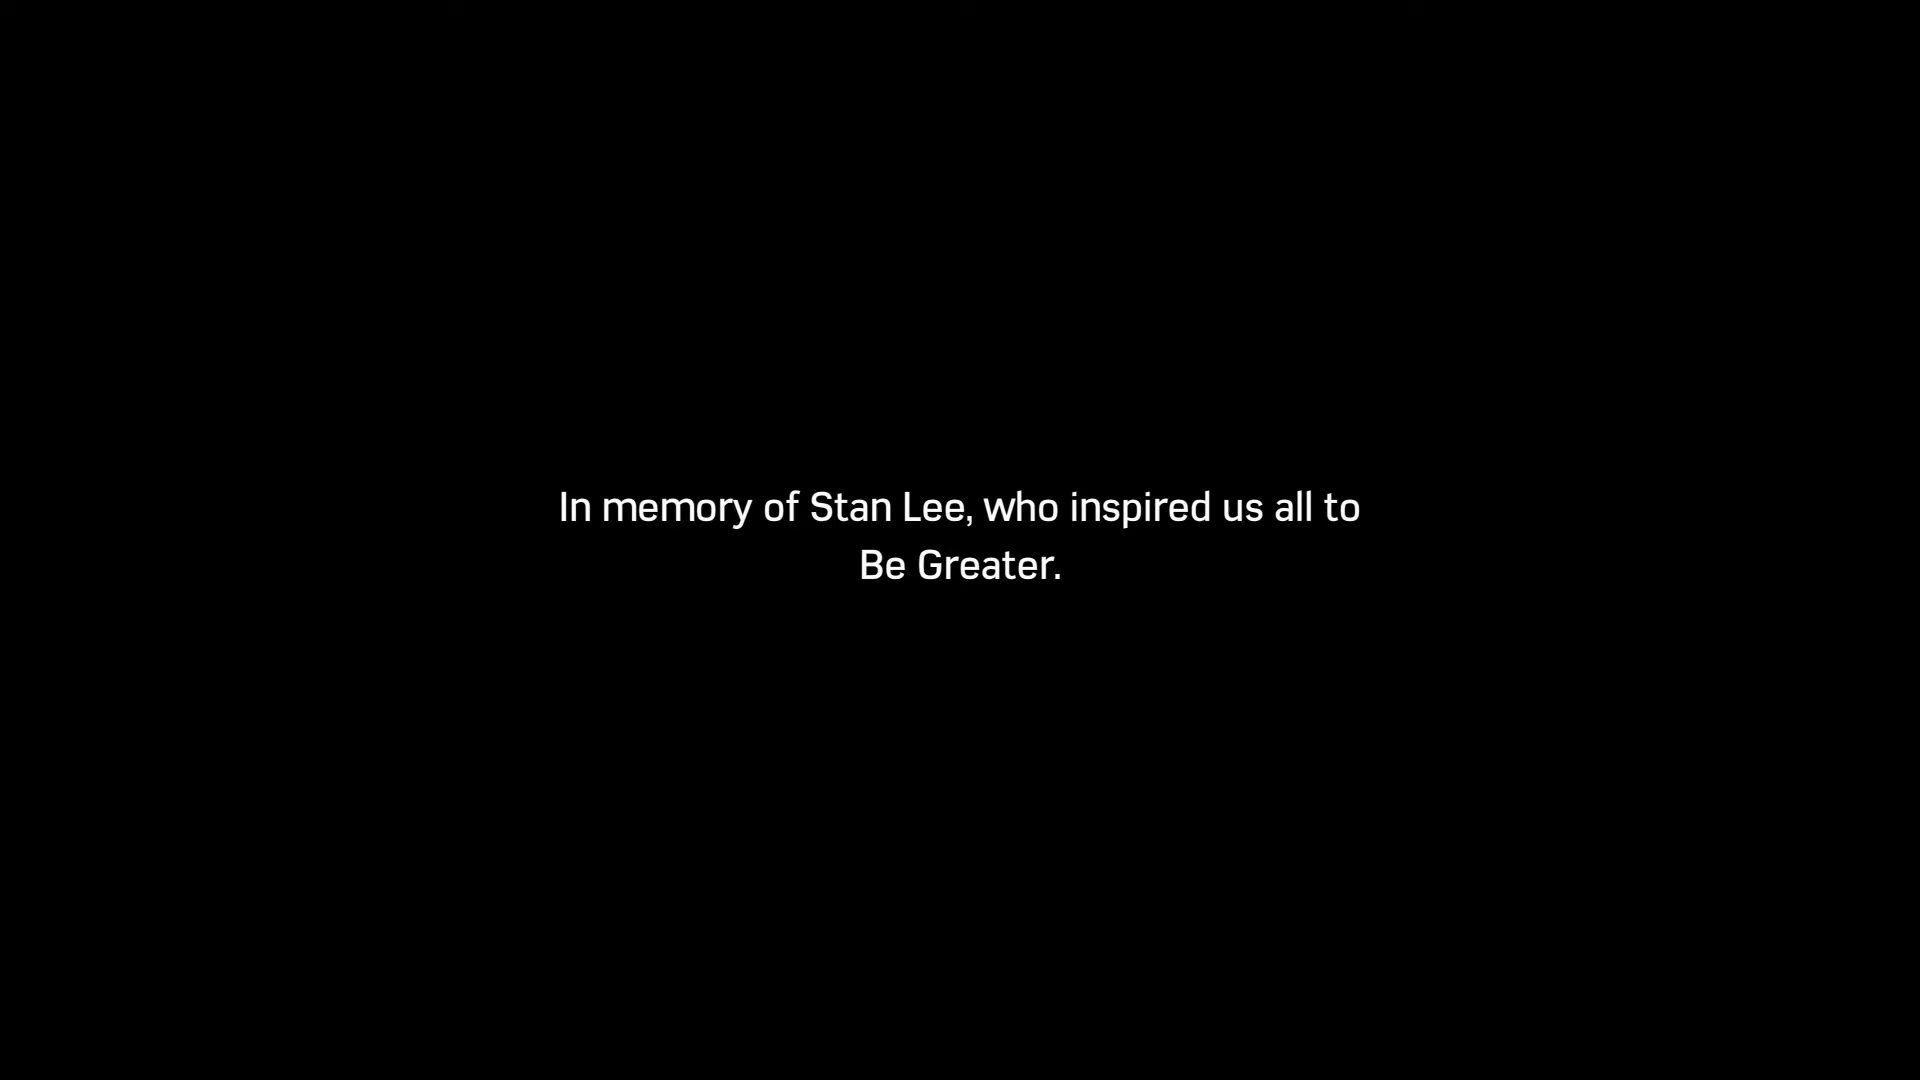 In memory of Stan Lee, who inspired us all to
Be Greater.